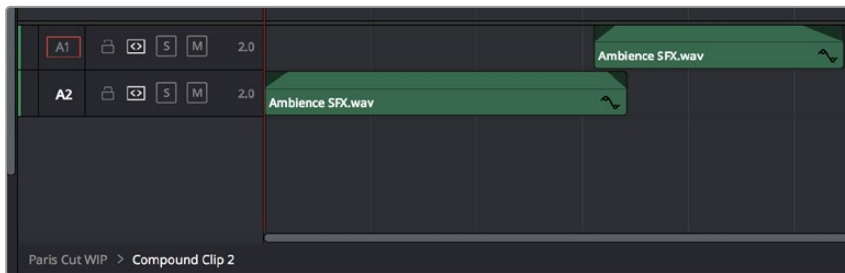 A1 S M 2.0
Ambience SFX.wav
A2 S M 2.0
Ambience SFX.wav
Paris Cut WIP > Compound Clip 2